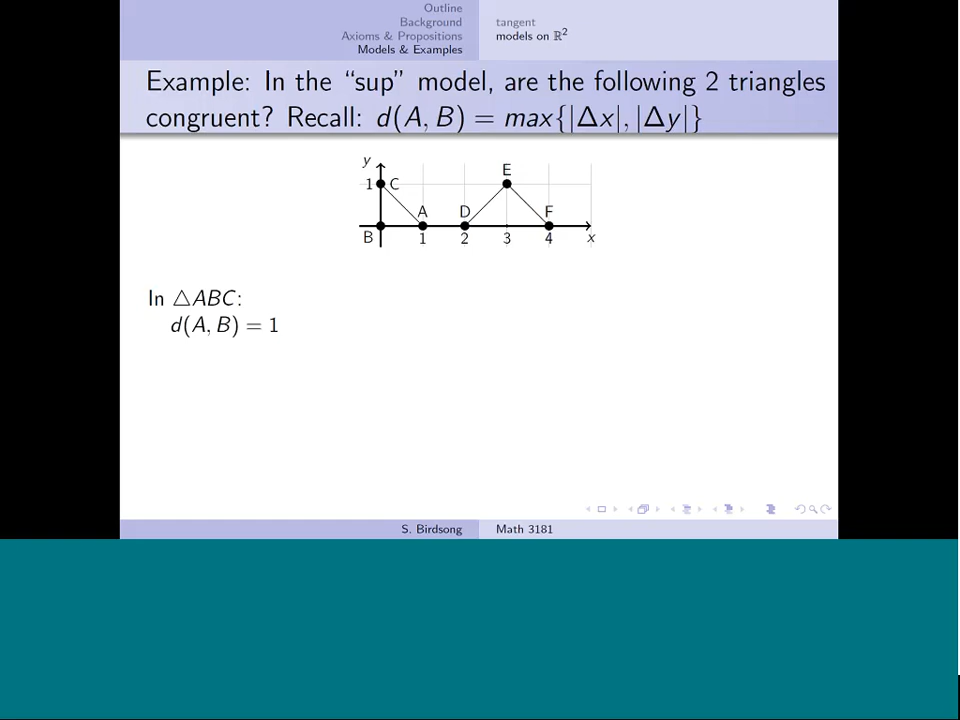 Outline
Background
Axioms & Propositions
Models & Examples
tangent
models on ℝ²
Example: In the “sup” model, are the following 2 triangles
congruent? Recall: d(A, B) = max{|Δx|, |Δy|}
y
E
1 C
A D F
B 1 2 3 4 x
In △ABC:
d(A, B) = 1
S. Birdsong Math 3181